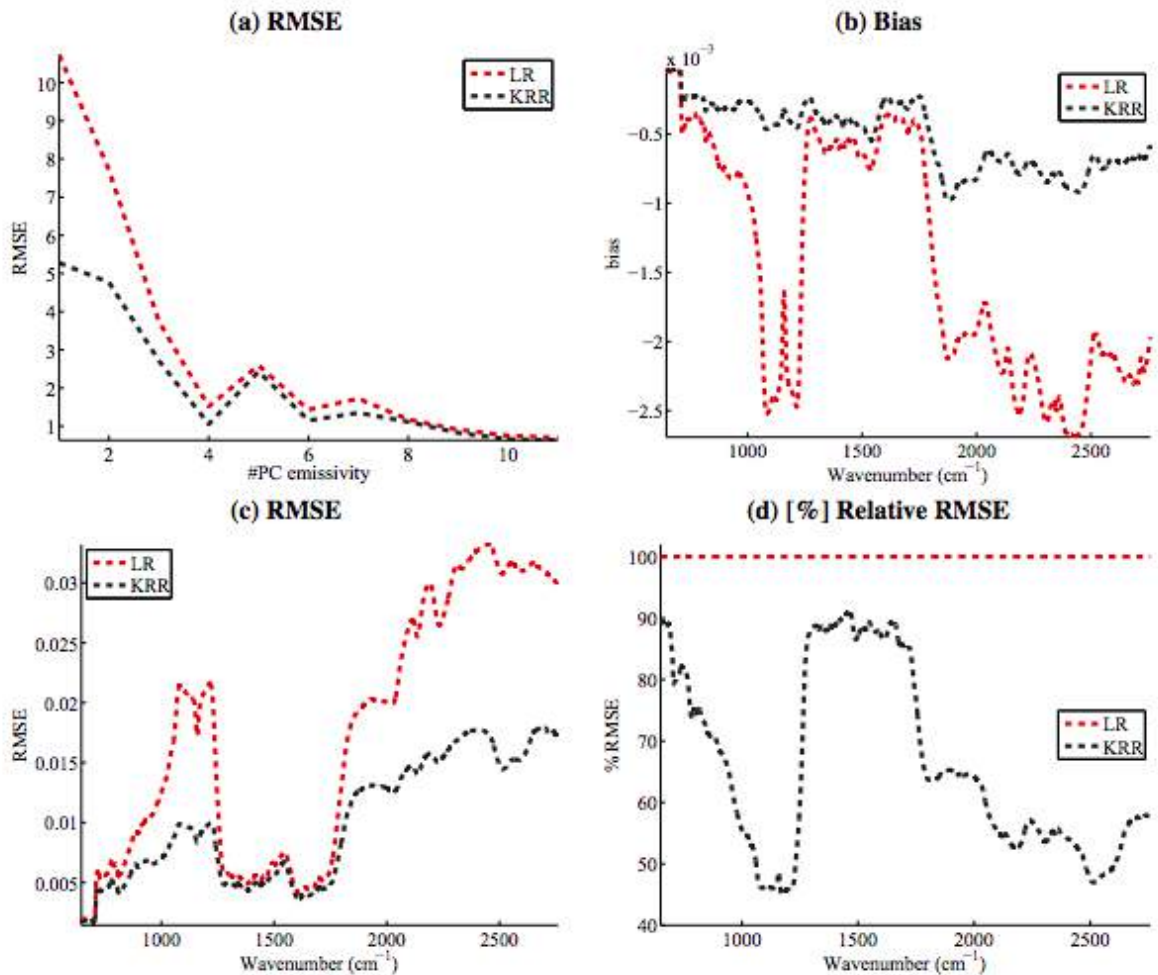 (a) RMSE
10
9
8
7
6
5
4
3
2
1
RMSE
2 4 6 8 10
#PC emissivity
LR
KRR
(b) Bias
x 10⁻³
−0.5
−1
−1.5
−2
−2.5
bias
1000 1500 2000 2500
Wavenumber (cm⁻¹)
LR
KRR
(c) RMSE
0.03
0.025
0.02
0.015
0.01
0.005
RMSE
1000 1500 2000 2500
Wavenumber (cm⁻¹)
LR
KRR
(d) [%] Relative RMSE
100
90
80
70
60
50
40
% RMSE
1000 1500 2000 2500
Wavenumber (cm⁻¹)
LR
KRR